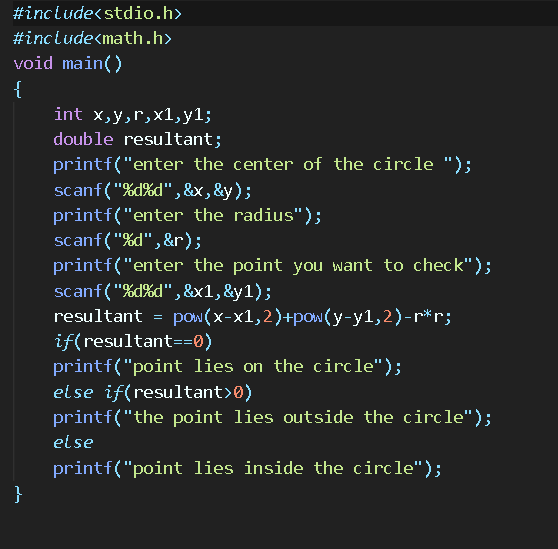 #include<stdio.h>
#include<math.h>
void main()
{
    int x,y,r,x1,y1;
    double resultant;
    printf("enter the center of the circle ");
    scanf("%d%d",&x,&y);
    printf("enter the radius");
    scanf("%d",&r);
    printf("enter the point you want to check");
    scanf("%d%d",&x1,&y1);
    resultant = pow(x-x1,2)+pow(y-y1,2)-r*r;
    if(resultant==0)
    printf("point lies on the circle");
    else if(resultant>0)
    printf("the point lies outside the circle");
    else
    printf("point lies inside the circle");
}